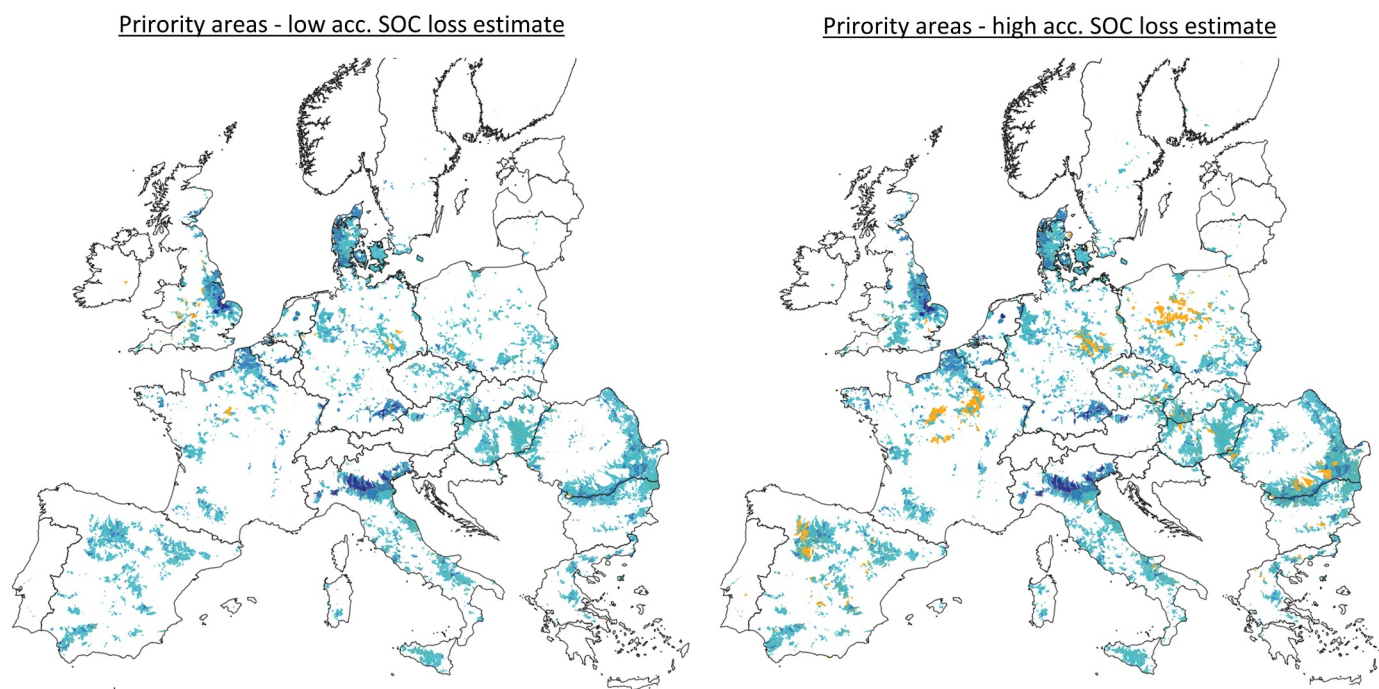 Prirority areas - low acc. SOC loss estimate
Prirority areas - high acc. SOC loss estimate